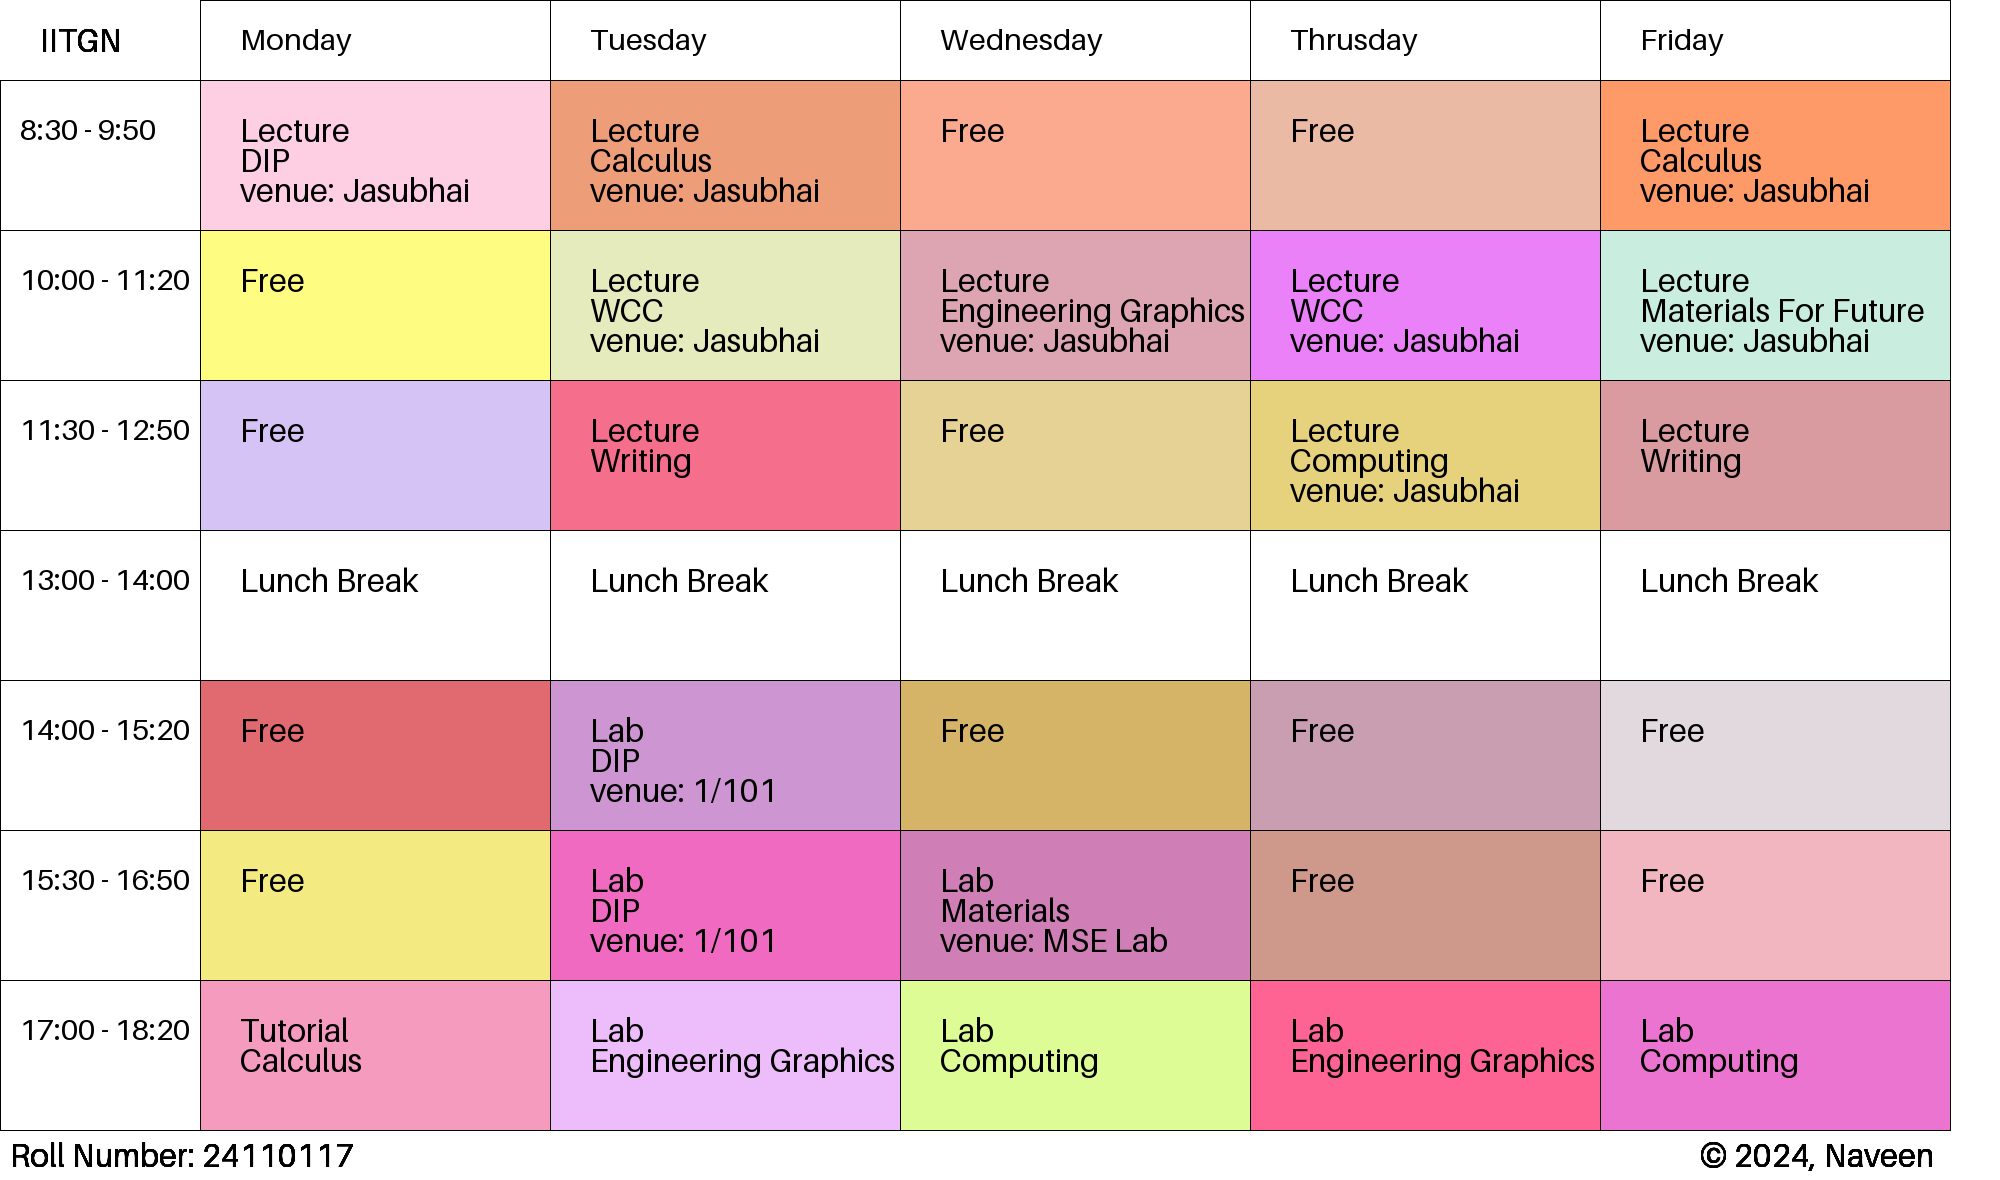 IITGN
Monday
Tuesday
Wednesday
Thrusday
Friday
8:30 - 9:50
Lecture
DIP
venue: Jasubhai
Lecture
Calculus
venue: Jasubhai
Free
Free
Lecture
Calculus
venue: Jasubhai
10:00 - 11:20
Free
Lecture
WCC
venue: Jasubhai
Lecture
Engineering Graphics
venue: Jasubhai
Lecture
WCC
venue: Jasubhai
Lecture
Materials For Future
venue: Jasubhai
11:30 - 12:50
Free
Lecture
Writing
Free
Lecture
Computing
venue: Jasubhai
Lecture
Writing
13:00 - 14:00
Lunch Break
Lunch Break
Lunch Break
Lunch Break
Lunch Break
14:00 - 15:20
Free
Lab
DIP
venue: 1/101
Free
Free
Free
15:30 - 16:50
Free
Lab
DIP
venue: 1/101
Lab
Materials
venue: MSE Lab
Free
Free
17:00 - 18:20
Tutorial
Calculus
Lab
Engineering Graphics
Lab
Computing
Lab
Engineering Graphics
Lab
Computing
Roll Number: 24110117
© 2024, Naveen